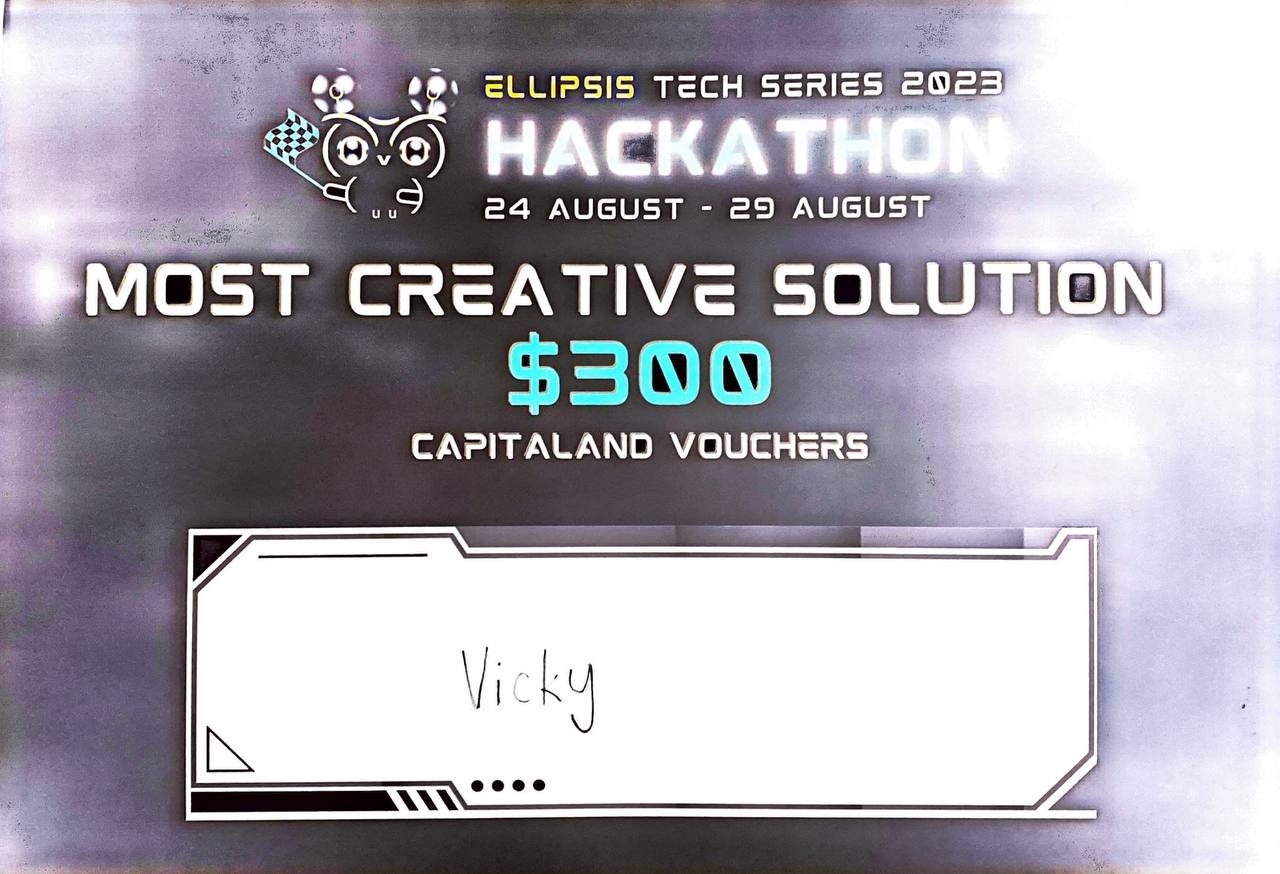 ELLIPSIS TECH SERIES 2023
HACKATHON
24 AUGUST - 29 AUGUST
MOST CREATIVE SOLUTION
$300
CAPITALAND VOUCHERS
Vicky